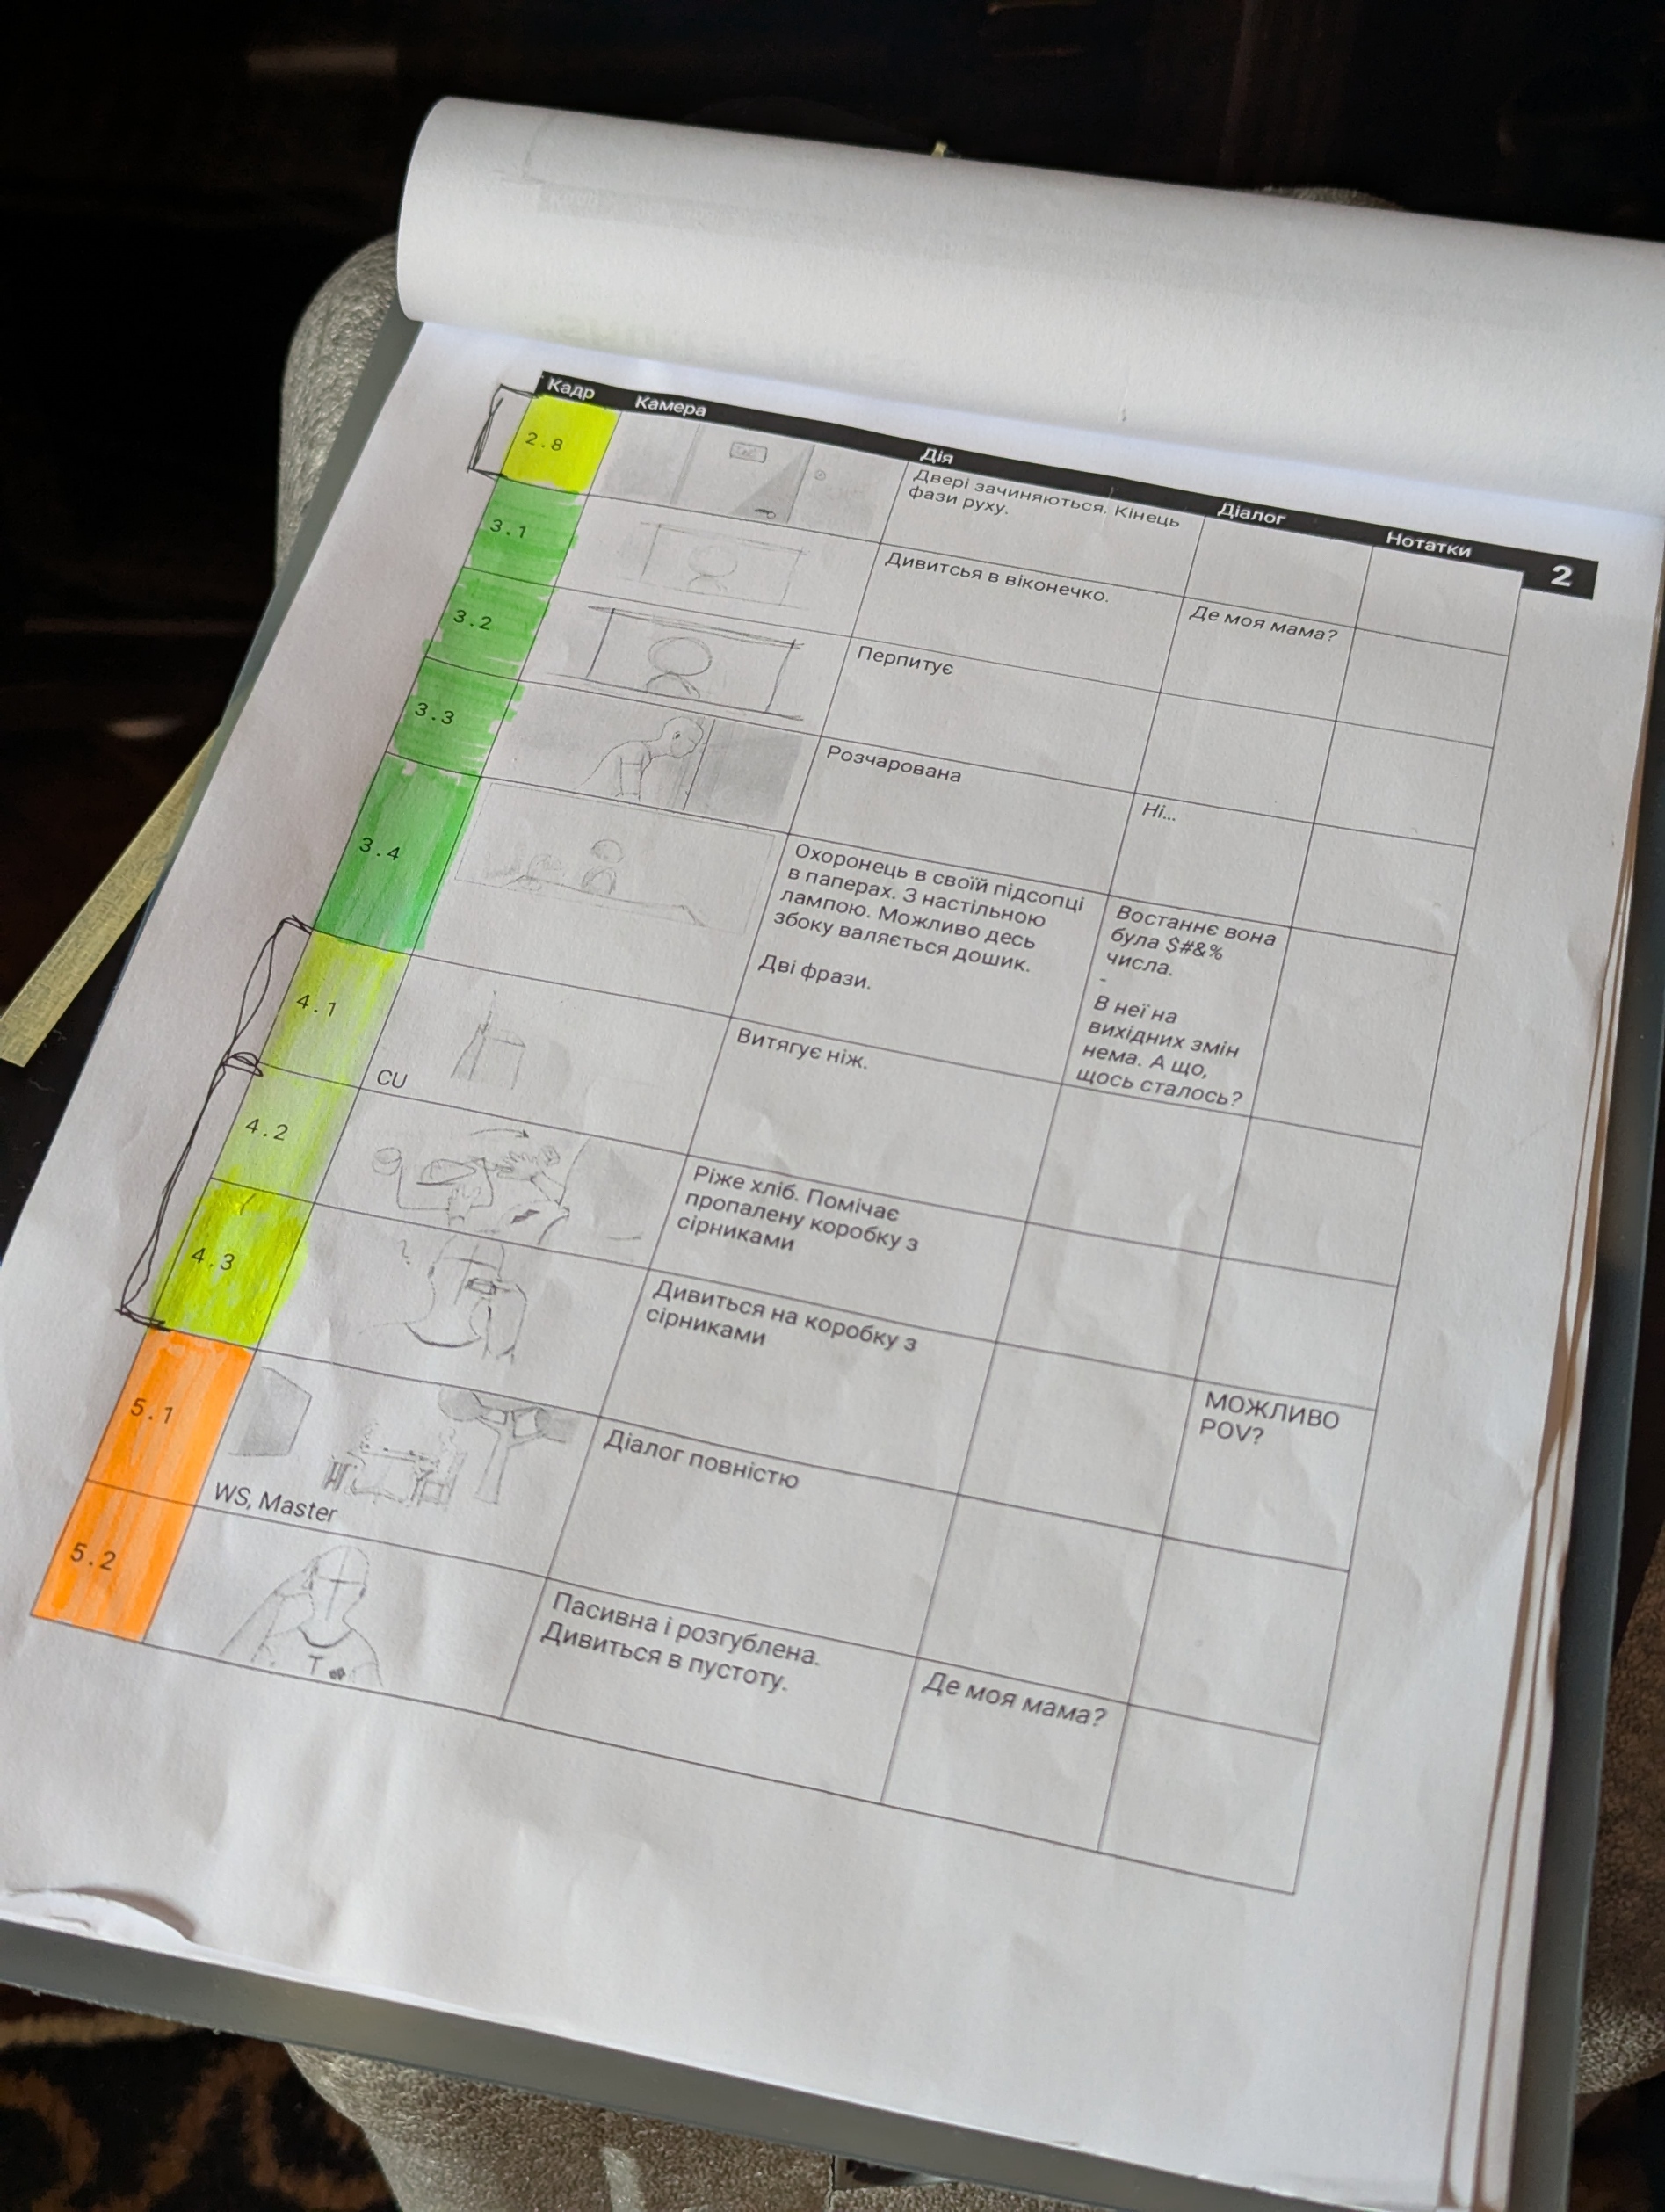 Кадр Камера Дія Діалог Нотатки 2
2.8
Двері зачиняються. Кінець
фази руху.
3.1
Дивитсья в віконечко.
Де моя мама?
3.2
Перпитує
3.3
Розчарована
Ні...
3.4
Охоронець в своїй підсопці
в паперах. З настільною
лампою. Можливо десь
збоку валяється дошик.
Дві фрази.
Востаннє вона
була $#&%
числа.
-
В неї на
вихідних змін
нема. А що,
щось сталось?
4.1
CU
Витягує ніж.
4.2
Ріже хліб. Помічає
пропалену коробку з
сірниками
4.3
?
Дивиться на коробку з
сірниками
МОЖЛИВО
POV?
5.1
WS, Master
Діалог повністю
5.2
Пасивна і розгублена.
Дивиться в пустоту.
Де моя мама?